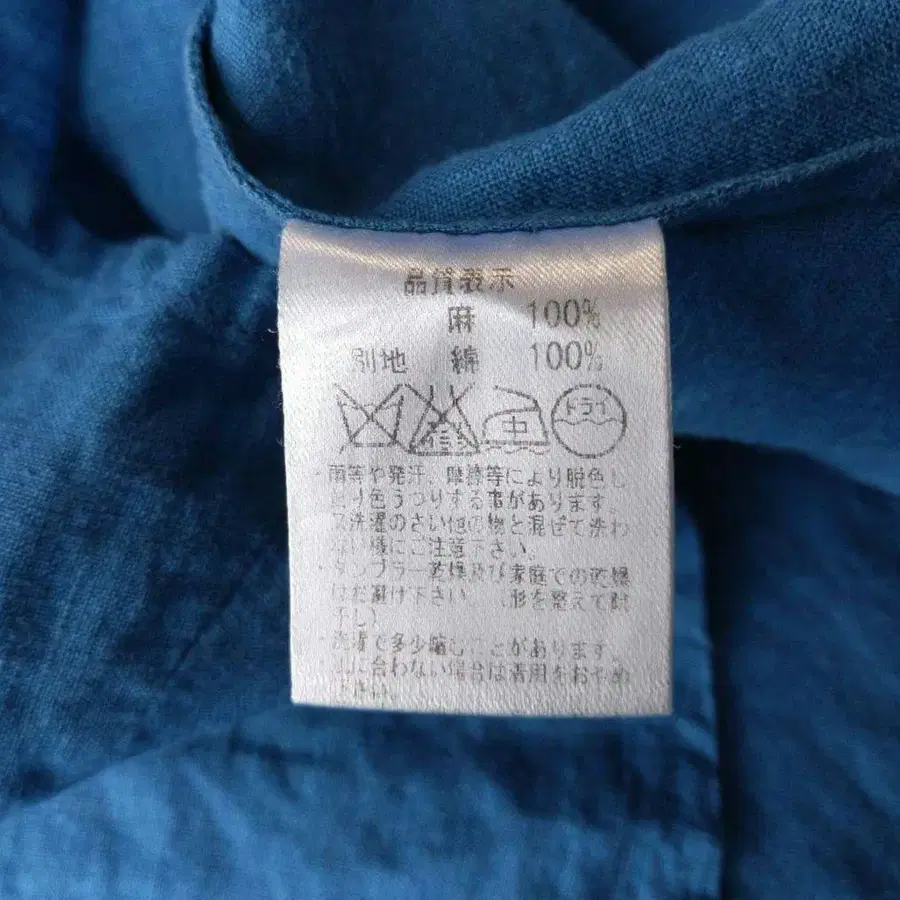 品質表示
麻 100%
別地 綿 100%
中 ドライ
・雨等や発汗、摩擦等により脱色し
色うつりする事があります。
洗濯のさい他の物と混ぜて洗わ
ない様にご注意下さい。
・タンブラー乾燥及び家庭での乾燥
はお避け下さい 形を整えて
干し)
・洗濯で多少縮むことがあります。
に合わない場合は着用をおやめ
下さい。